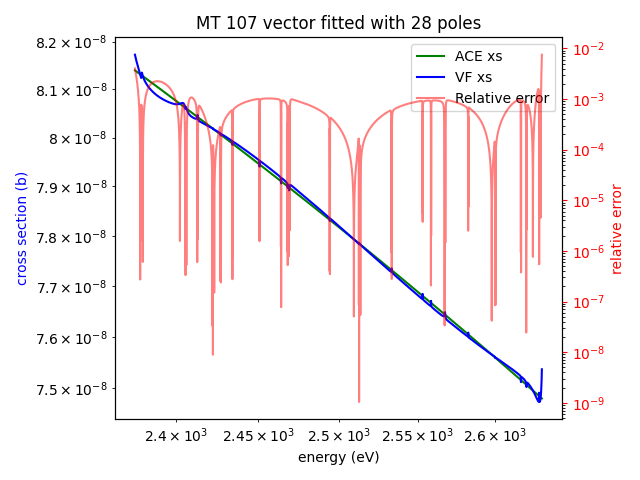 MT 107 vector fitted with 28 poles
ACE xs
VF xs
Relative error
cross section (b)
8.2 × 10⁻⁸
8.1 × 10⁻⁸
8 × 10⁻⁸
7.9 × 10⁻⁸
7.8 × 10⁻⁸
7.7 × 10⁻⁸
7.6 × 10⁻⁸
7.5 × 10⁻⁸
10⁻²
10⁻³
10⁻⁴
10⁻⁵
10⁻⁶
10⁻⁷
10⁻⁸
10⁻⁹
relative error
2.4 × 10³ 2.45 × 10³ 2.5 × 10³ 2.55 × 10³ 2.6 × 10³
energy (eV)